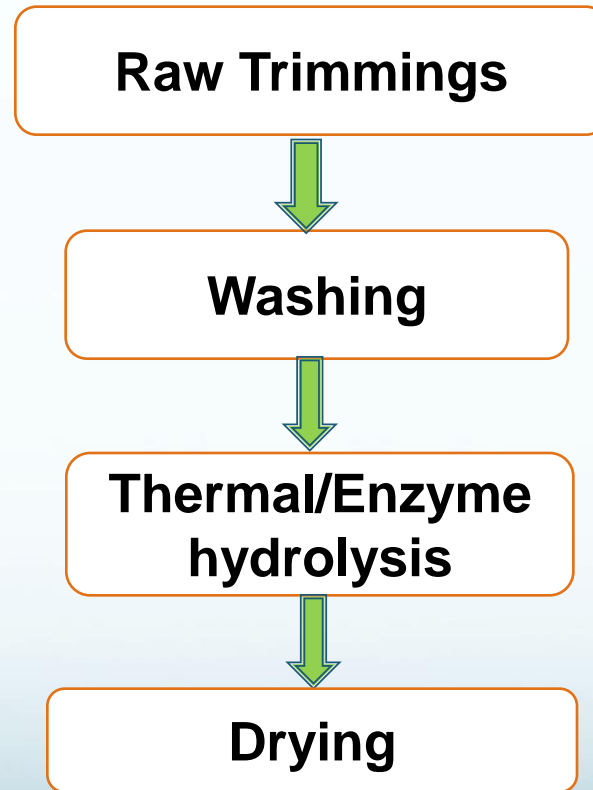 Raw Trimmings
Washing
Thermal/Enzyme
hydrolysis
Drying